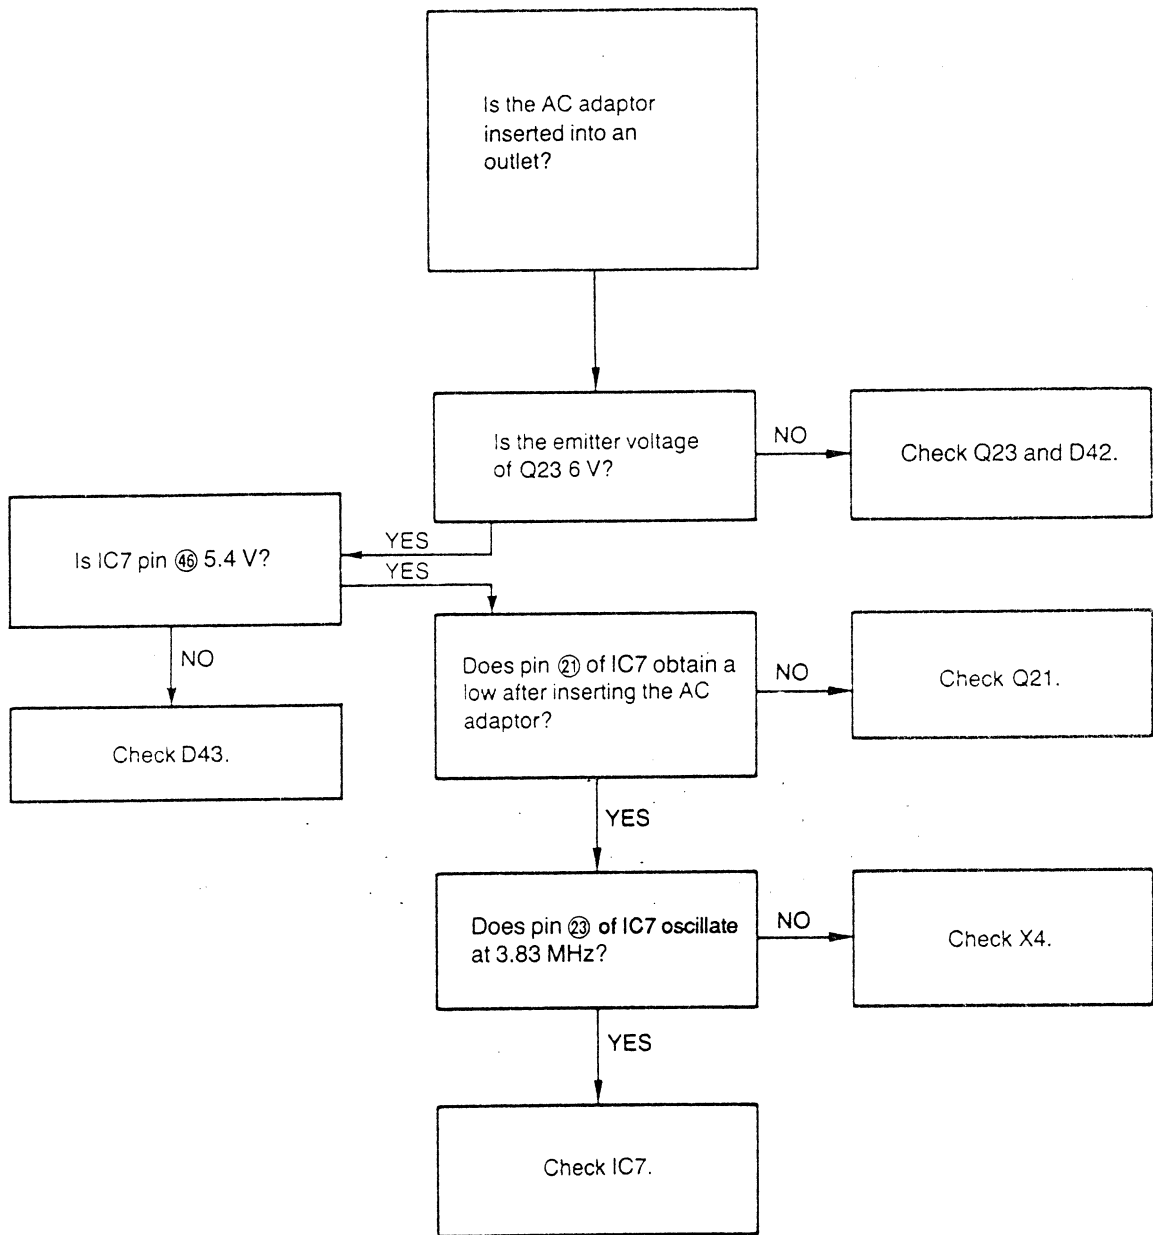 Is the AC adaptor
inserted into an
outlet?
Is the emitter voltage
of Q23 6 V?
NO
Check Q23 and D42.
YES
Is IC7 pin ㊻ 5.4 V?
YES
NO
Check D43.
Does pin ㉑ of IC7 obtain a
low after inserting the AC
adaptor?
NO
Check Q21.
YES
Does pin ㉓ of IC7 oscillate
at 3.83 MHz?
NO
Check X4.
YES
Check IC7.